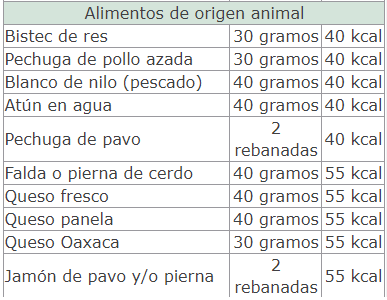 Alimentos de origen animal
Bistec de res 30 gramos 40 kcal
Pechuga de pollo azada 30 gramos 40 kcal
Blanco de nilo (pescado) 40 gramos 40 kcal
Atún en agua 40 gramos 40 kcal
Pechuga de pavo 2 rebanadas 40 kcal
Falda o pierna de cerdo 40 gramos 55 kcal
Queso fresco 40 gramos 55 kcal
Queso panela 40 gramos 55 kcal
Queso Oaxaca 30 gramos 55 kcal
Jamón de pavo y/o pierna 2 rebanadas 55 kcal